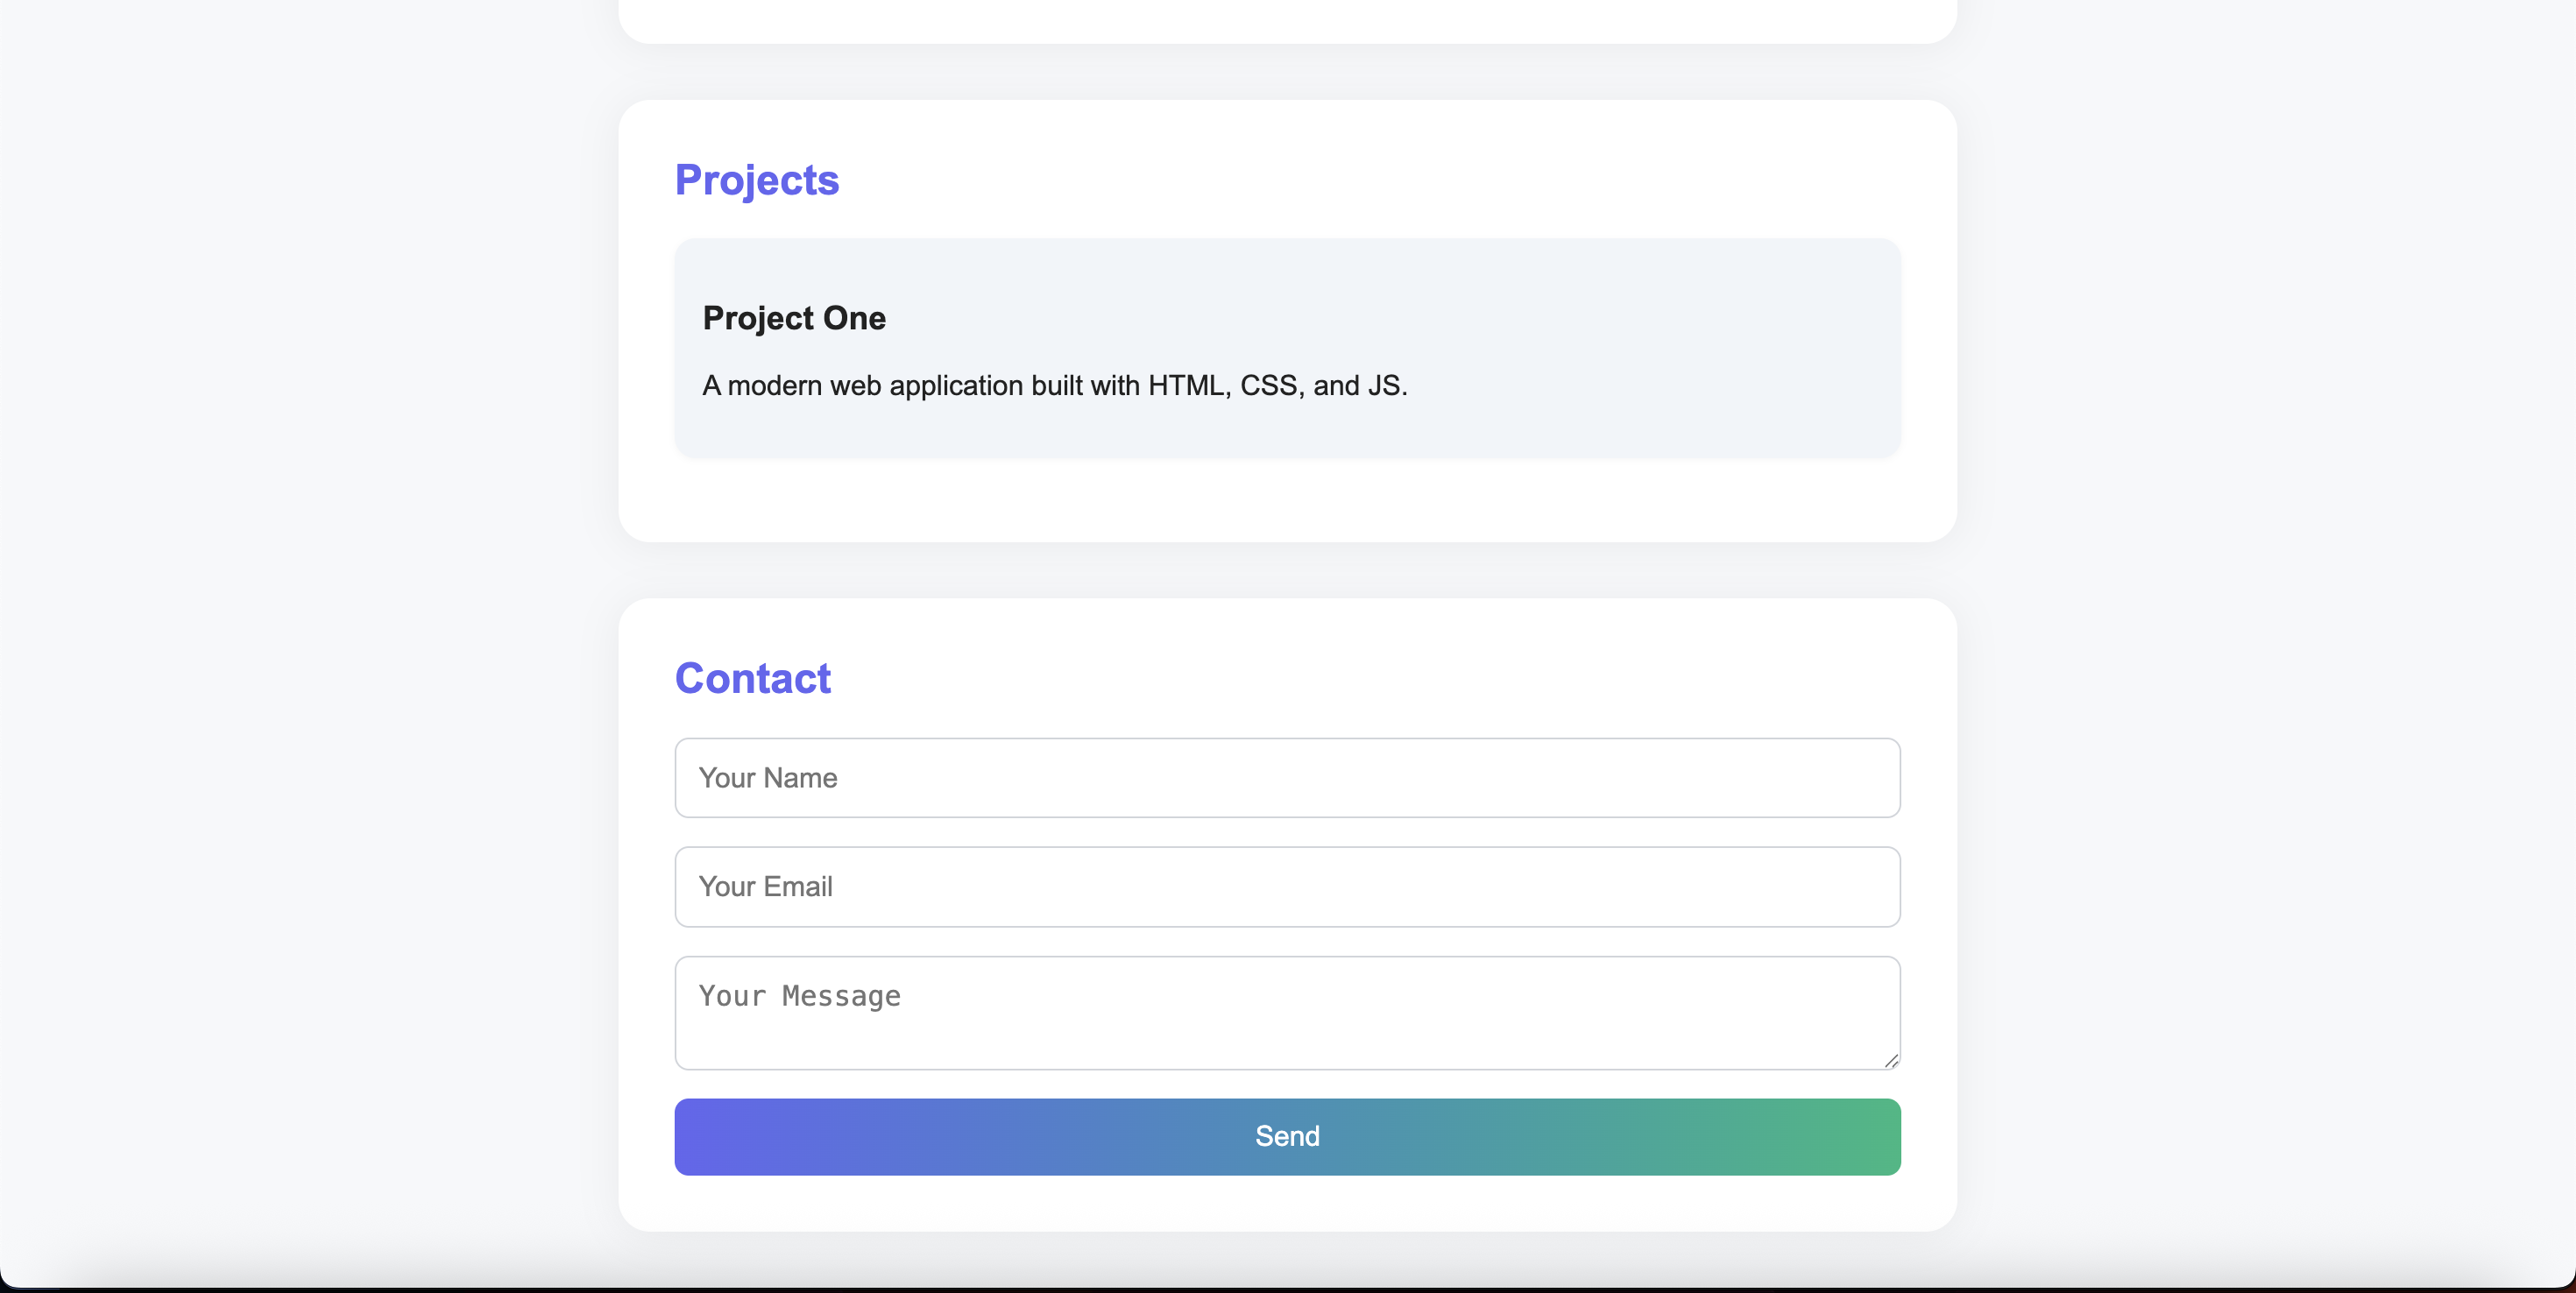 Projects
Project One
A modern web application built with HTML, CSS, and JS.
Contact
Your Name
Your Email
Your Message
Send